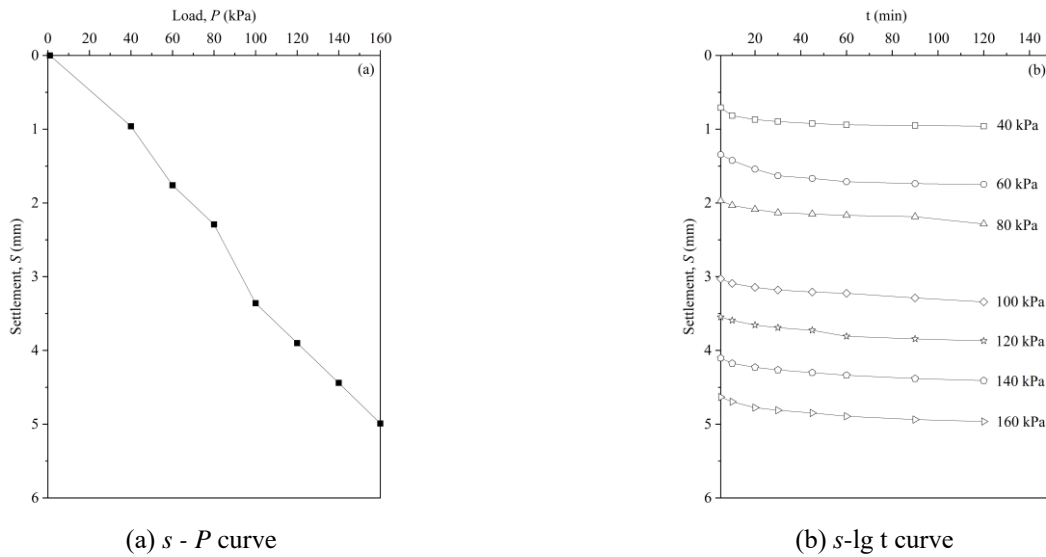 Load, P (kPa)
0 20 40 60 80 100 120 140 160
0
1
2
3
4
5
6
Settlement, S (mm)
(a)
(a) s - P curve
t (min)
20 40 60 80 100 120 140
0
1
2
3
4
5
6
Settlement, S (mm)
(b)
40 kPa
60 kPa
80 kPa
100 kPa
120 kPa
140 kPa
160 kPa
(b) s-lg t curve